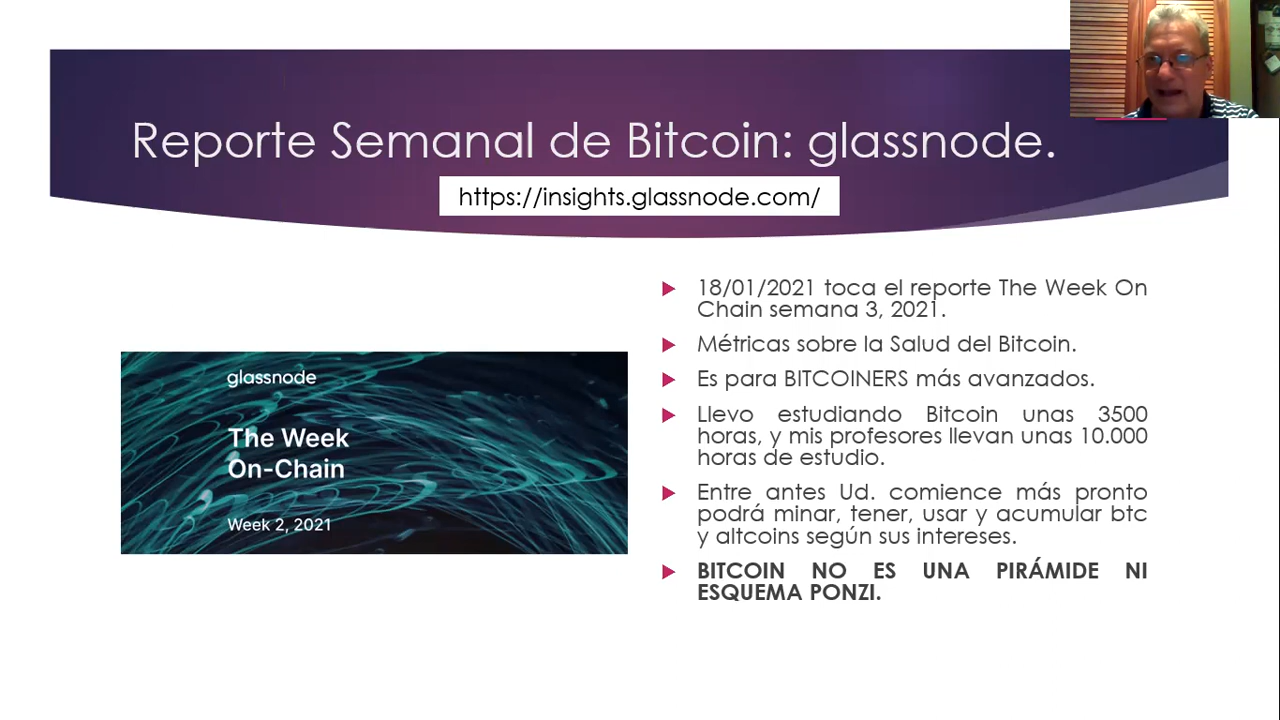 Reporte Semanal de Bitcoin: glassnode.
https://insights.glassnode.com/
glassnode
The Week
On-Chain
Week 2, 2021
18/01/2021 toca el reporte The Week On
Chain semana 3, 2021.
Métricas sobre la Salud del Bitcoin.
Es para BITCOINERS más avanzados.
Llevo estudiando Bitcoin unas 3500
horas, y mis profesores llevan unas 10.000
horas de estudio.
Entre antes Ud. comience más pronto
podrá minar, tener, usar y acumular btc
y altcoins según sus intereses.
BITCOIN NO ES UNA PIRÁMIDE NI
ESQUEMA PONZI.